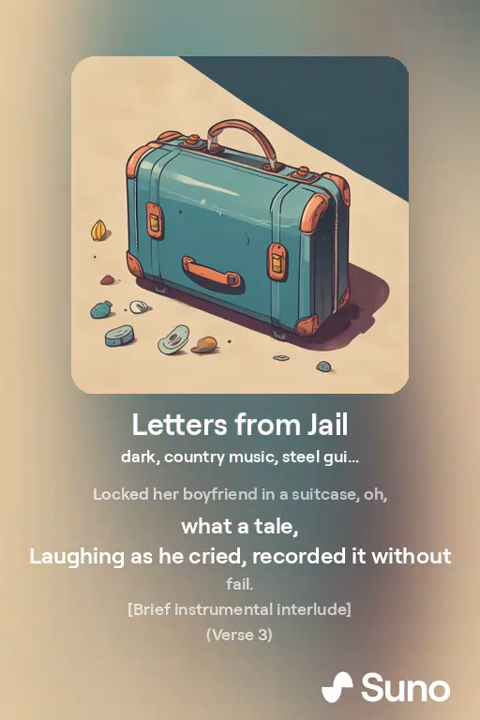 Letters from Jail
dark, country music, steel gui...
Locked her boyfriend in a suitcase, oh,
what a tale,
Laughing as he cried, recorded it without
fail.
[Brief instrumental interlude]
(Verse 3)
Suno